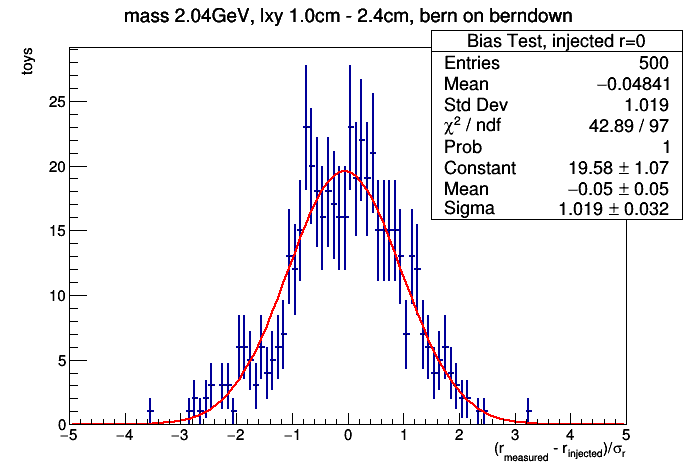 mass 2.04GeV, lxy 1.0cm - 2.4cm, bern on berndown
toys
Bias Test, injected r=0
Entries 500
Mean −0.04841
Std Dev 1.019
χ² / ndf 42.89 / 97
Prob 1
Constant 19.58 ± 1.07
Mean −0.05 ± 0.05
Sigma 1.019 ± 0.032
25
20
15
10
5
0
−5 −4 −3 −2 −1 0 1 2 3 4 5
(r_measured - r_injected)/σ_r